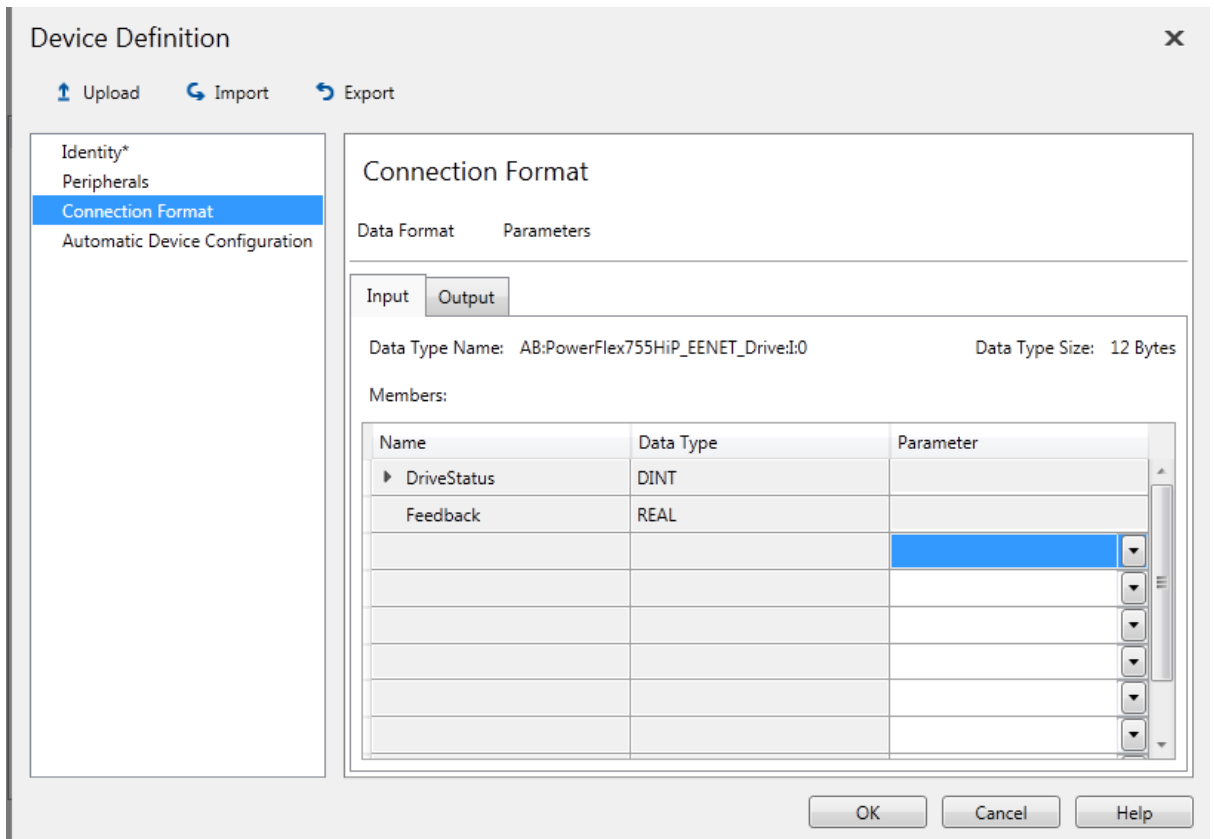 Device Definition
Upload Import Export
Identity*
Peripherals
Connection Format
Automatic Device Configuration
Connection Format
Data Format Parameters
Input Output
Data Type Name: AB:PowerFlex755HiP_EENET_Drive:I:0 Data Type Size: 12 Bytes
Members:
Name Data Type Parameter
DriveStatus DINT
Feedback REAL
OK Cancel Help